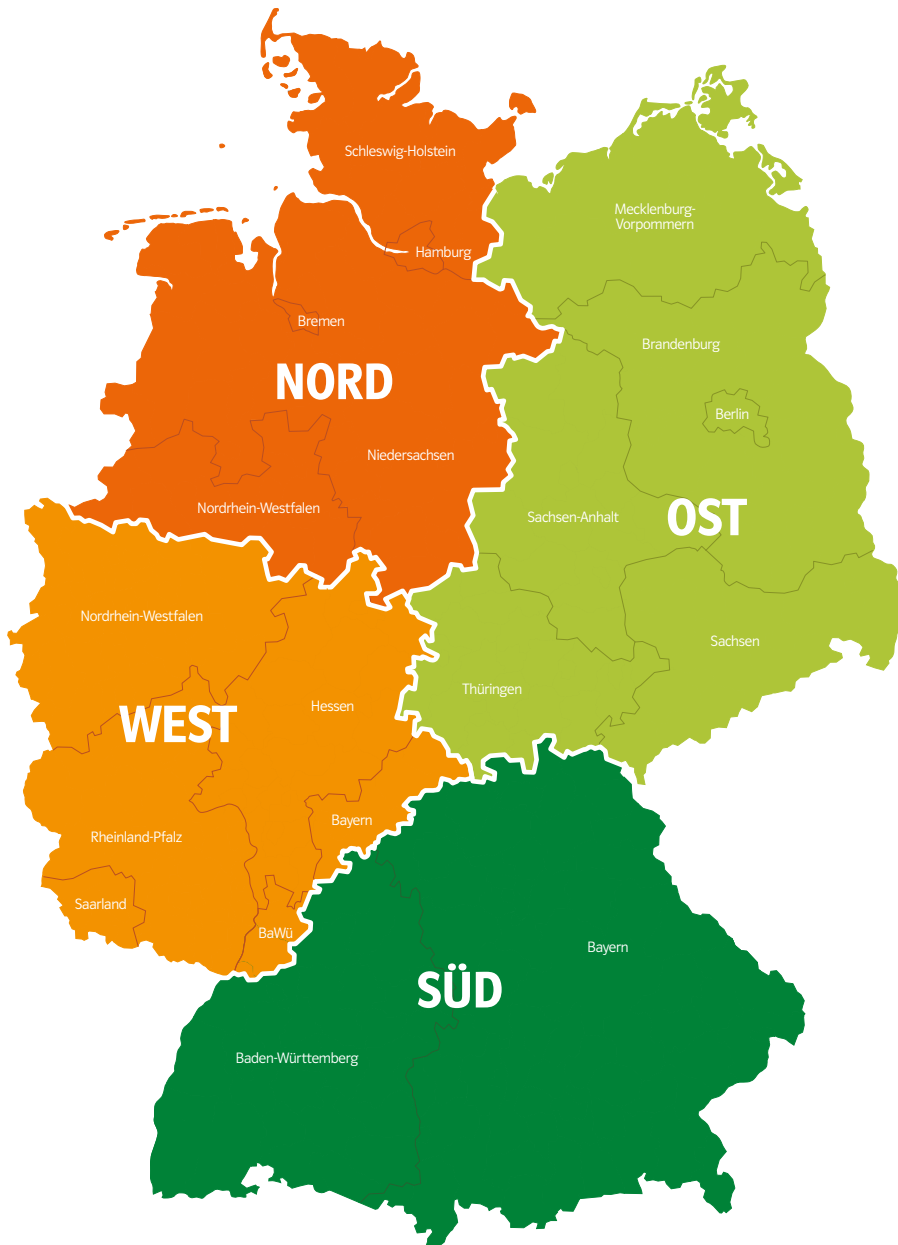 Schleswig-Holstein
Mecklenburg-
Vorpommern
Hamburg
Bremen
Brandenburg
NORD
Berlin
Niedersachsen
Nordrhein-Westfalen
Sachsen-Anhalt
OST
Nordrhein-Westfalen
Sachsen
Thüringen
Hessen
WEST
Bayern
Rheinland-Pfalz
Saarland
BaWü
Bayern
SÜD
Baden-Württemberg